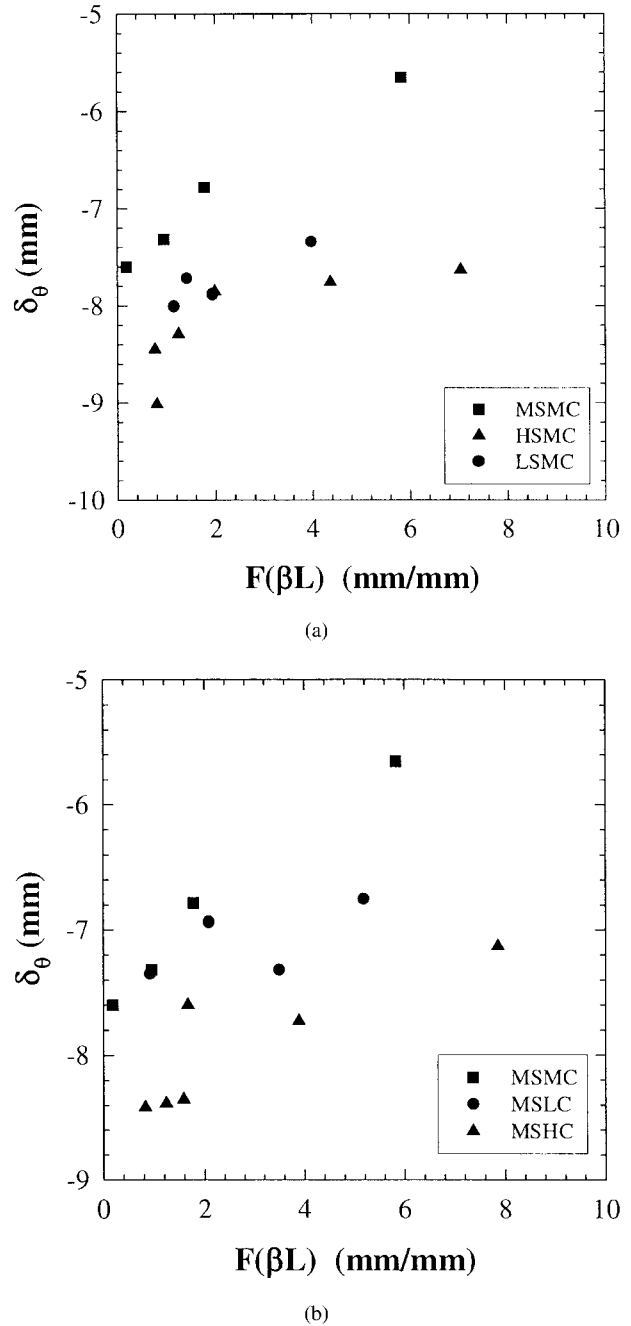 -5
-6
-7
-8
-9
-10
δθ (mm)
0 2 4 6 8 10
F(βL) (mm/mm)
MSMC
HSMC
LSMC
(a)
-5
-6
-7
-8
-9
δθ (mm)
0 2 4 6 8 10
F(βL) (mm/mm)
MSMC
MSLC
MSHC
(b)